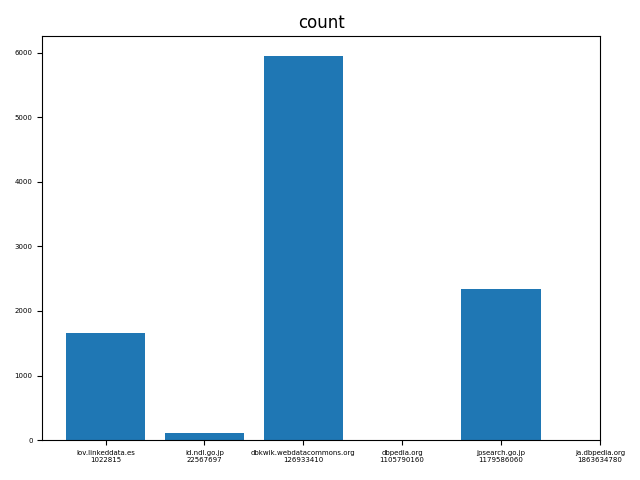 count
6000
5000
4000
3000
2000
1000
0
lov.linkeddata.es
1022815
id.ndl.go.jp
22567697
dbkwik.webdatacommons.org
126933410
dbpedia.org
1105790160
jpsearch.go.jp
1179586060
ja.dbpedia.org
1863634780